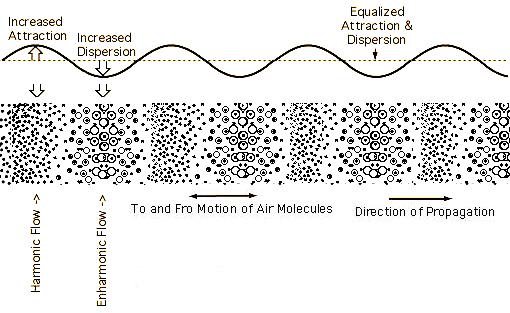 Increased
Attraction
Increased
Dispersion
Equalized
Attraction &
Dispersion
To and Fro Motion of Air Molecules
Direction of Propagation
Harmonic Flow ->
Enharmonic Flow ->